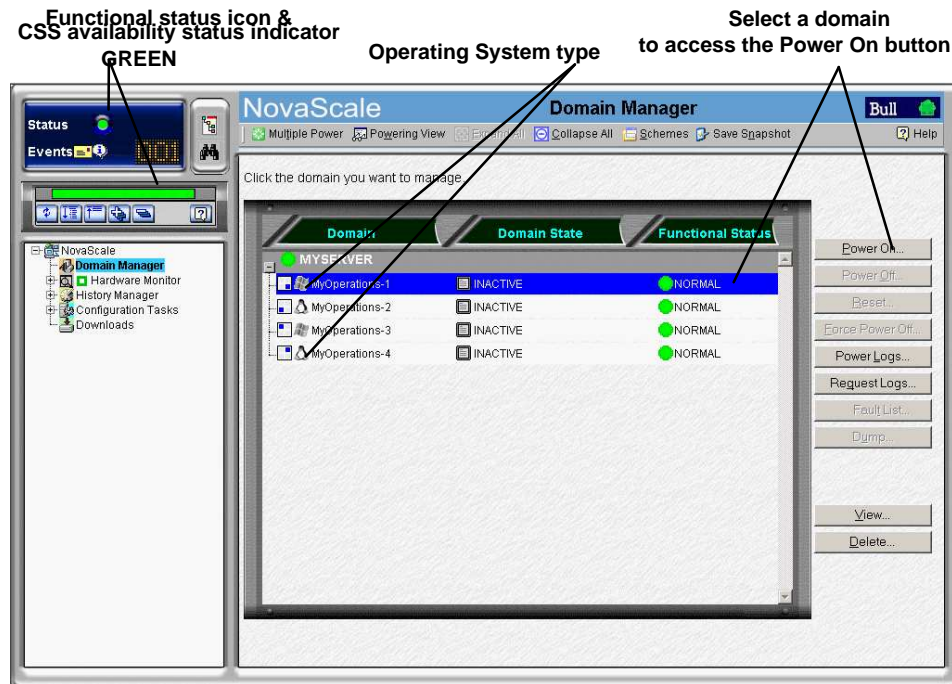 Functional status icon &
CSS availability status indicator
GREEN
Operating System type
Select a domain
to access the Power On button
Status
Events
NovaScale
Domain Manager
Bull
Multiple Power
Powering View
Expand All
Collapse All
Schemes
Save Snapshot
Help
Click the domain you want to manage
NovaScale
Domain Manager
Hardware Monitor
History Manager
Configuration Tasks
Downloads
Domain
Domain State
Functional Status
MYSERVER
MyOperations-1 INACTIVE NORMAL
MyOperations-2 INACTIVE NORMAL
MyOperations-3 INACTIVE NORMAL
MyOperations-4 INACTIVE NORMAL
Power On...
Power Off...
Reset...
Force Power Off...
Power Logs...
Request Logs...
Fault List...
Dump...
View...
Delete...